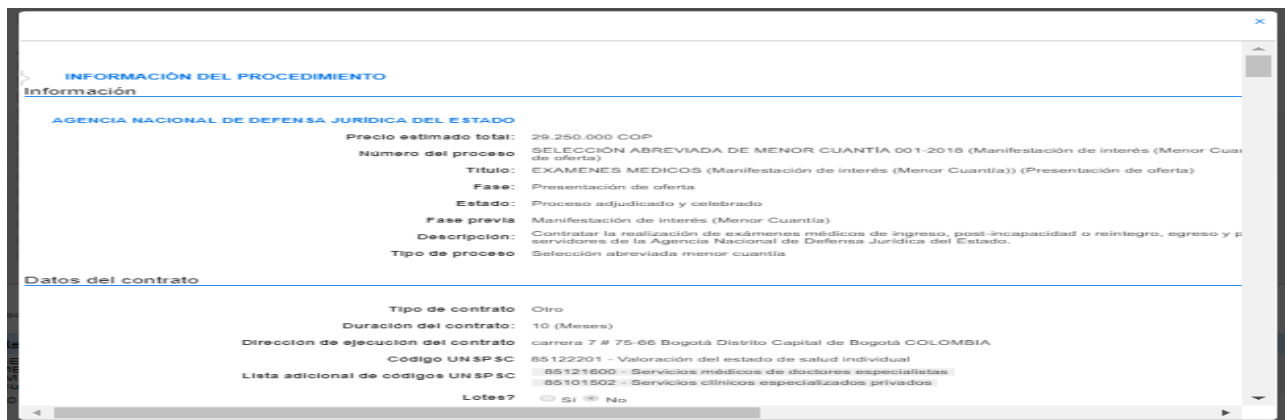 INFORMACIÓN DEL PROCEDIMIENTO
Información
AGENCIA NACIONAL DE DEFENSA JURÍDICA DEL ESTADO
Precio estimado total: 29.250.000 COP
Número del proceso SELECCIÓN ABREVIADA DE MENOR CUANTÍA 001-2018 (Manifestación de interés (Menor
de oferta)
Título: EXAMENES MEDICOS (Manifestación de interés (Menor Cuantía)) (Presentación de oferta)
Fase: Presentación de oferta
Estado: Proceso adjudicado y celebrado
Fase previa Manifestación de interés (Menor Cuantía)
Descripción: Contratar la realización de exámenes médicos de ingreso, post-incapacidad o reintegro, egreso y
servidores de la Agencia Nacional de Defensa Jurídica del Estado.
Tipo de proceso Selección abreviada menor cuantía
Datos del contrato
Tipo de contrato Otro
Duración del contrato: 10 (Meses)
Dirección de ejecución del contrato carrera 7 # 75-66 Bogotá Distrito Capital de Bogotá COLOMBIA
Código UNSPSC 85122201 - Valoración del estado de salud individual
Lista adicional de códigos UNSPSC 85121600 - Servicios médicos de doctores especialistas
85101502 - Servicios clínicos especializados privados
Lotes? Sí No